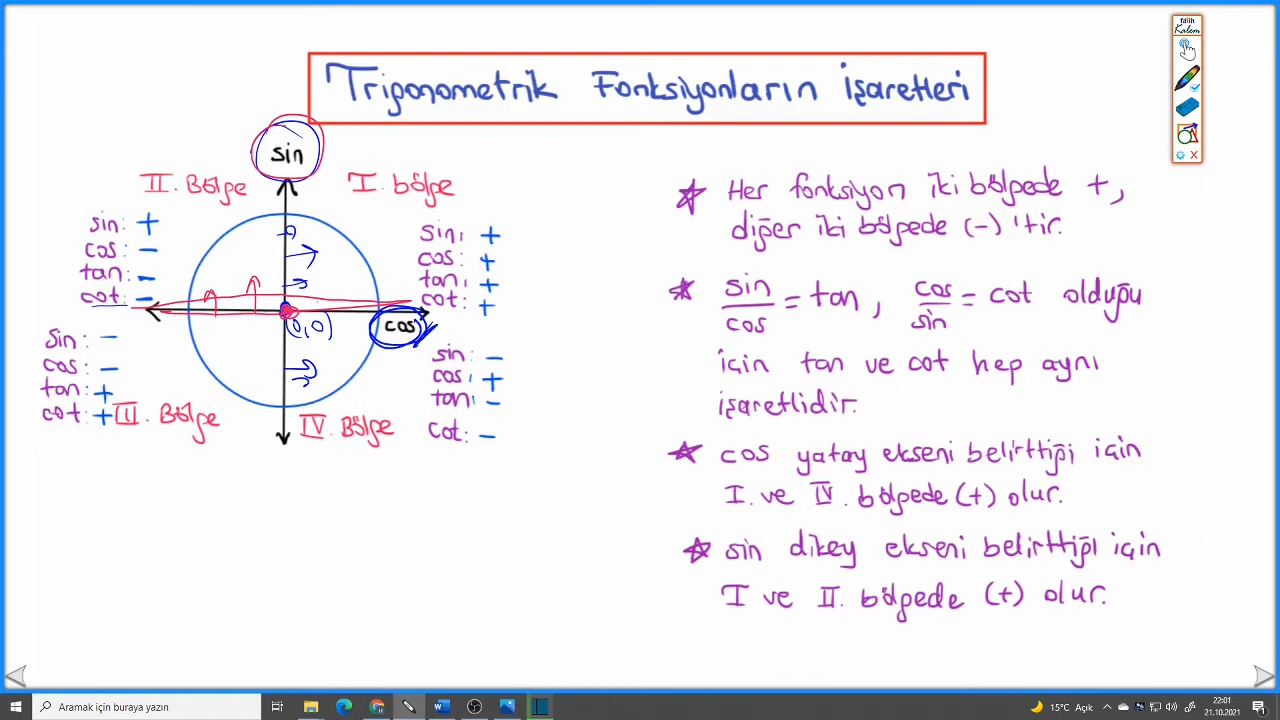 Trigonometrik Fonksiyonların İşaretleri
sin
II. Bölge
I. bölge
sin: +
cos: -
tan: -
cot: -
sin: +
cos: +
tan: +
cot: +
(0,0)
cos
sin: -
cos: -
tan: +
cot: +
III. Bölge
IV. Bölge
sin: -
cos: +
tan: -
cot: -
Her fonksiyon iki bölgede +,
diğer iki bölgede (-)'tir.
sin/cos = tan, cos/sin = cot olduğu
için tan ve cot hep aynı
işaretlidir.
cos yatay ekseni belirttiği için
I. ve IV. bölgede (+) olur.
sin dikey ekseni belirttiği için
I ve II. bölgede (+) olur.
fatih
Kalem
Aramak için buraya yazın
15°C Açık
22:01
21.10.2021